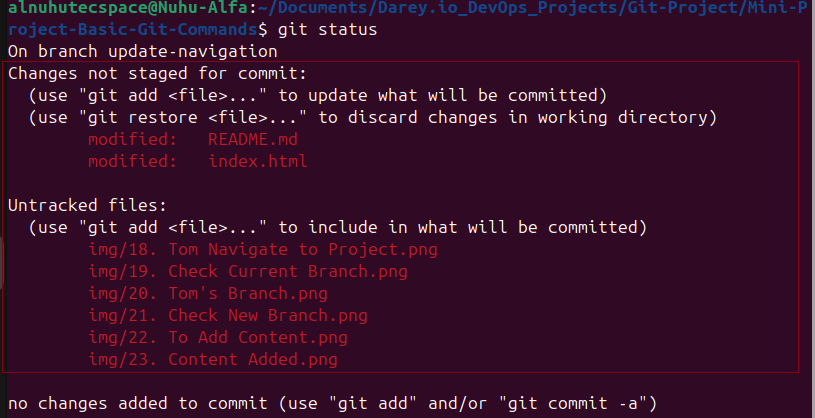 alnuhutecspace@Nuhu-Alfa:~/Documents/Darey.io_DevOps_Projects/Git-Project/Mini-P
roject-Basic-Git-Commands$ git status
On branch update-navigation
Changes not staged for commit:
  (use "git add <file>..." to update what will be committed)
  (use "git restore <file>..." to discard changes in working directory)
        modified:   README.md
        modified:   index.html

Untracked files:
  (use "git add <file>..." to include in what will be committed)
        img/18. Tom Navigate to Project.png
        img/19. Check Current Branch.png
        img/20. Tom's Branch.png
        img/21. Check New Branch.png
        img/22. To Add Content.png
        img/23. Content Added.png

no changes added to commit (use "git add" and/or "git commit -a")